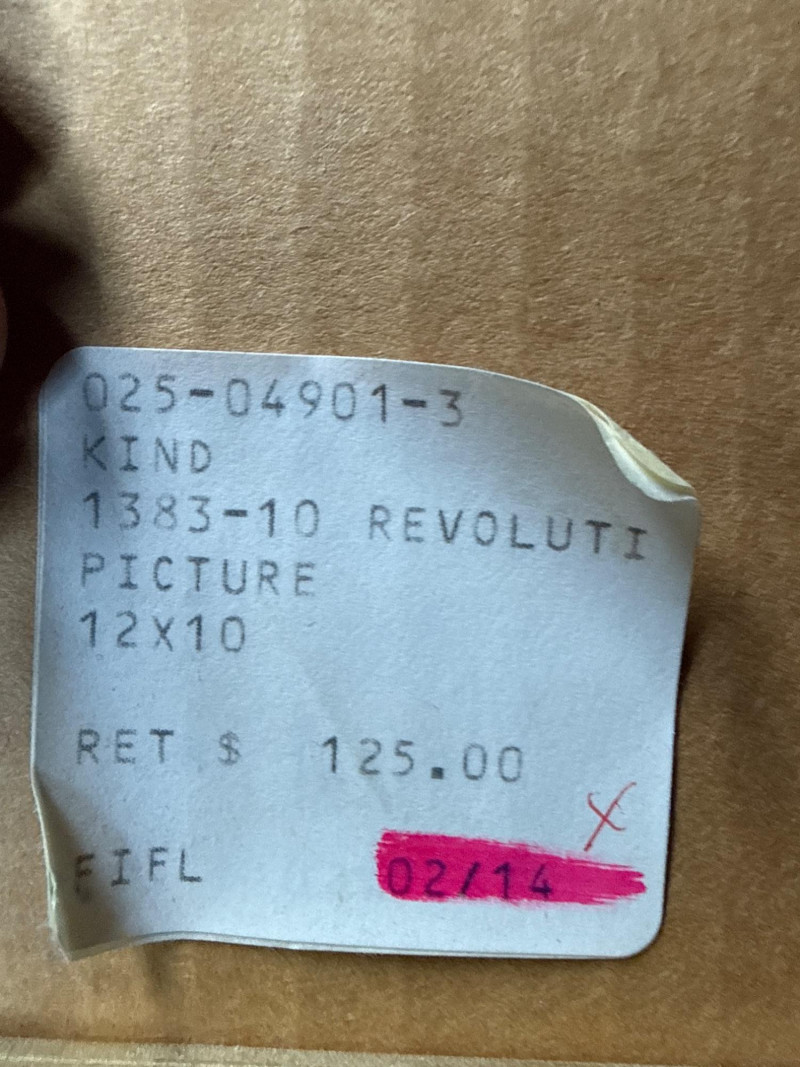 025-04901-3
KIND
1383-10 REVOLUTI
PICTURE
12X10
RET $ 125.00
X
FIFL 02/14